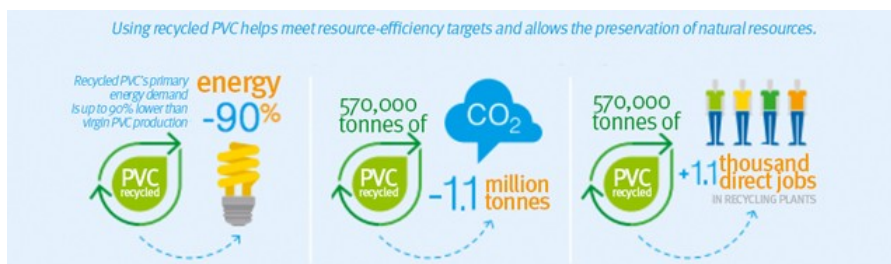 Using recycled PVC helps meet resource-efficiency targets and allows the preservation of natural resources.
Recycled PVC's primary
energy demand
Is up to 90% lower than
virgin PVC production
energy
-90%
PVC
recycled
570,000
tonnes of
PVC
recycled
CO2
-1.1 million
tonnes
570,000
tonnes of
PVC
recycled
+1.1 thousand
direct jobs
IN RECYCLING PLANTS